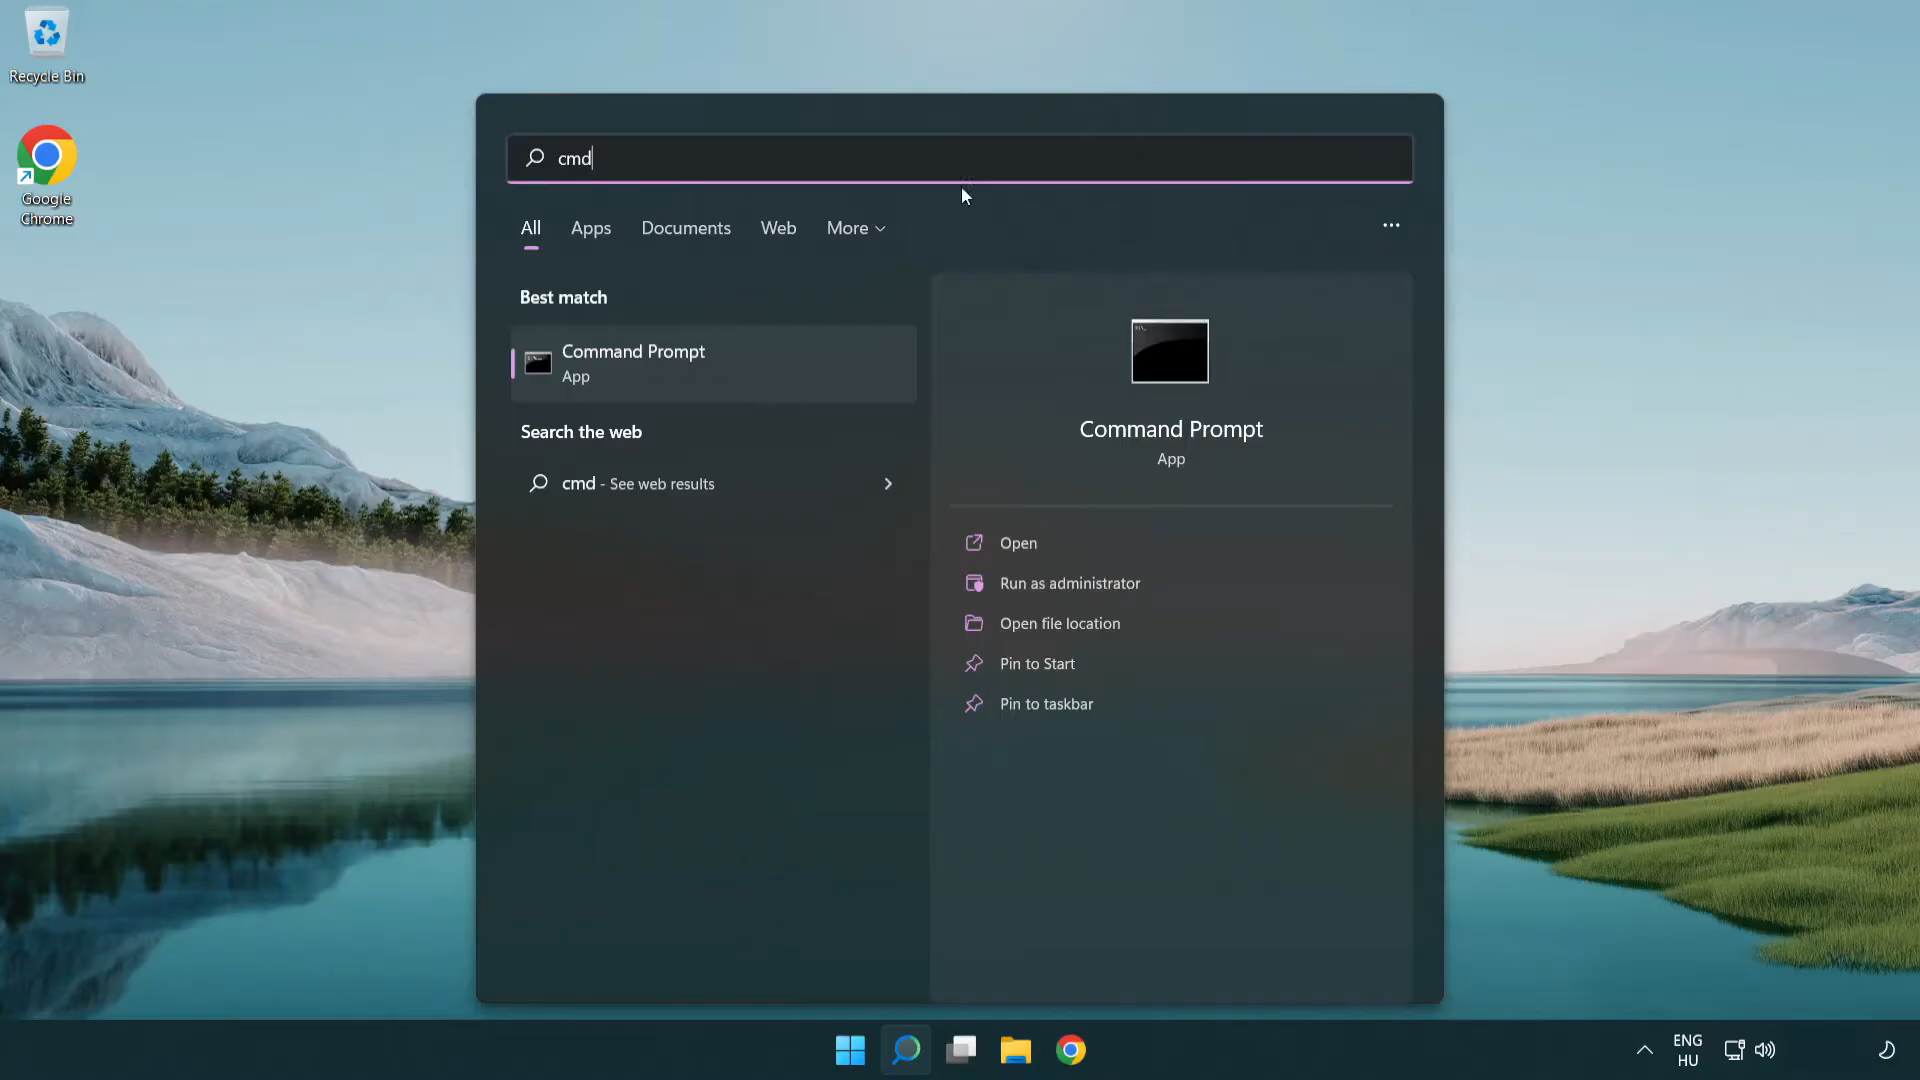 Recycle Bin
Google
Chrome
cmd
All
Apps
Documents
Web
More
Best match
Command Prompt
App
Search the web
cmd - See web results
Command Prompt
App
Open
Run as administrator
Open file location
Pin to Start
Pin to taskbar
ENG
HU